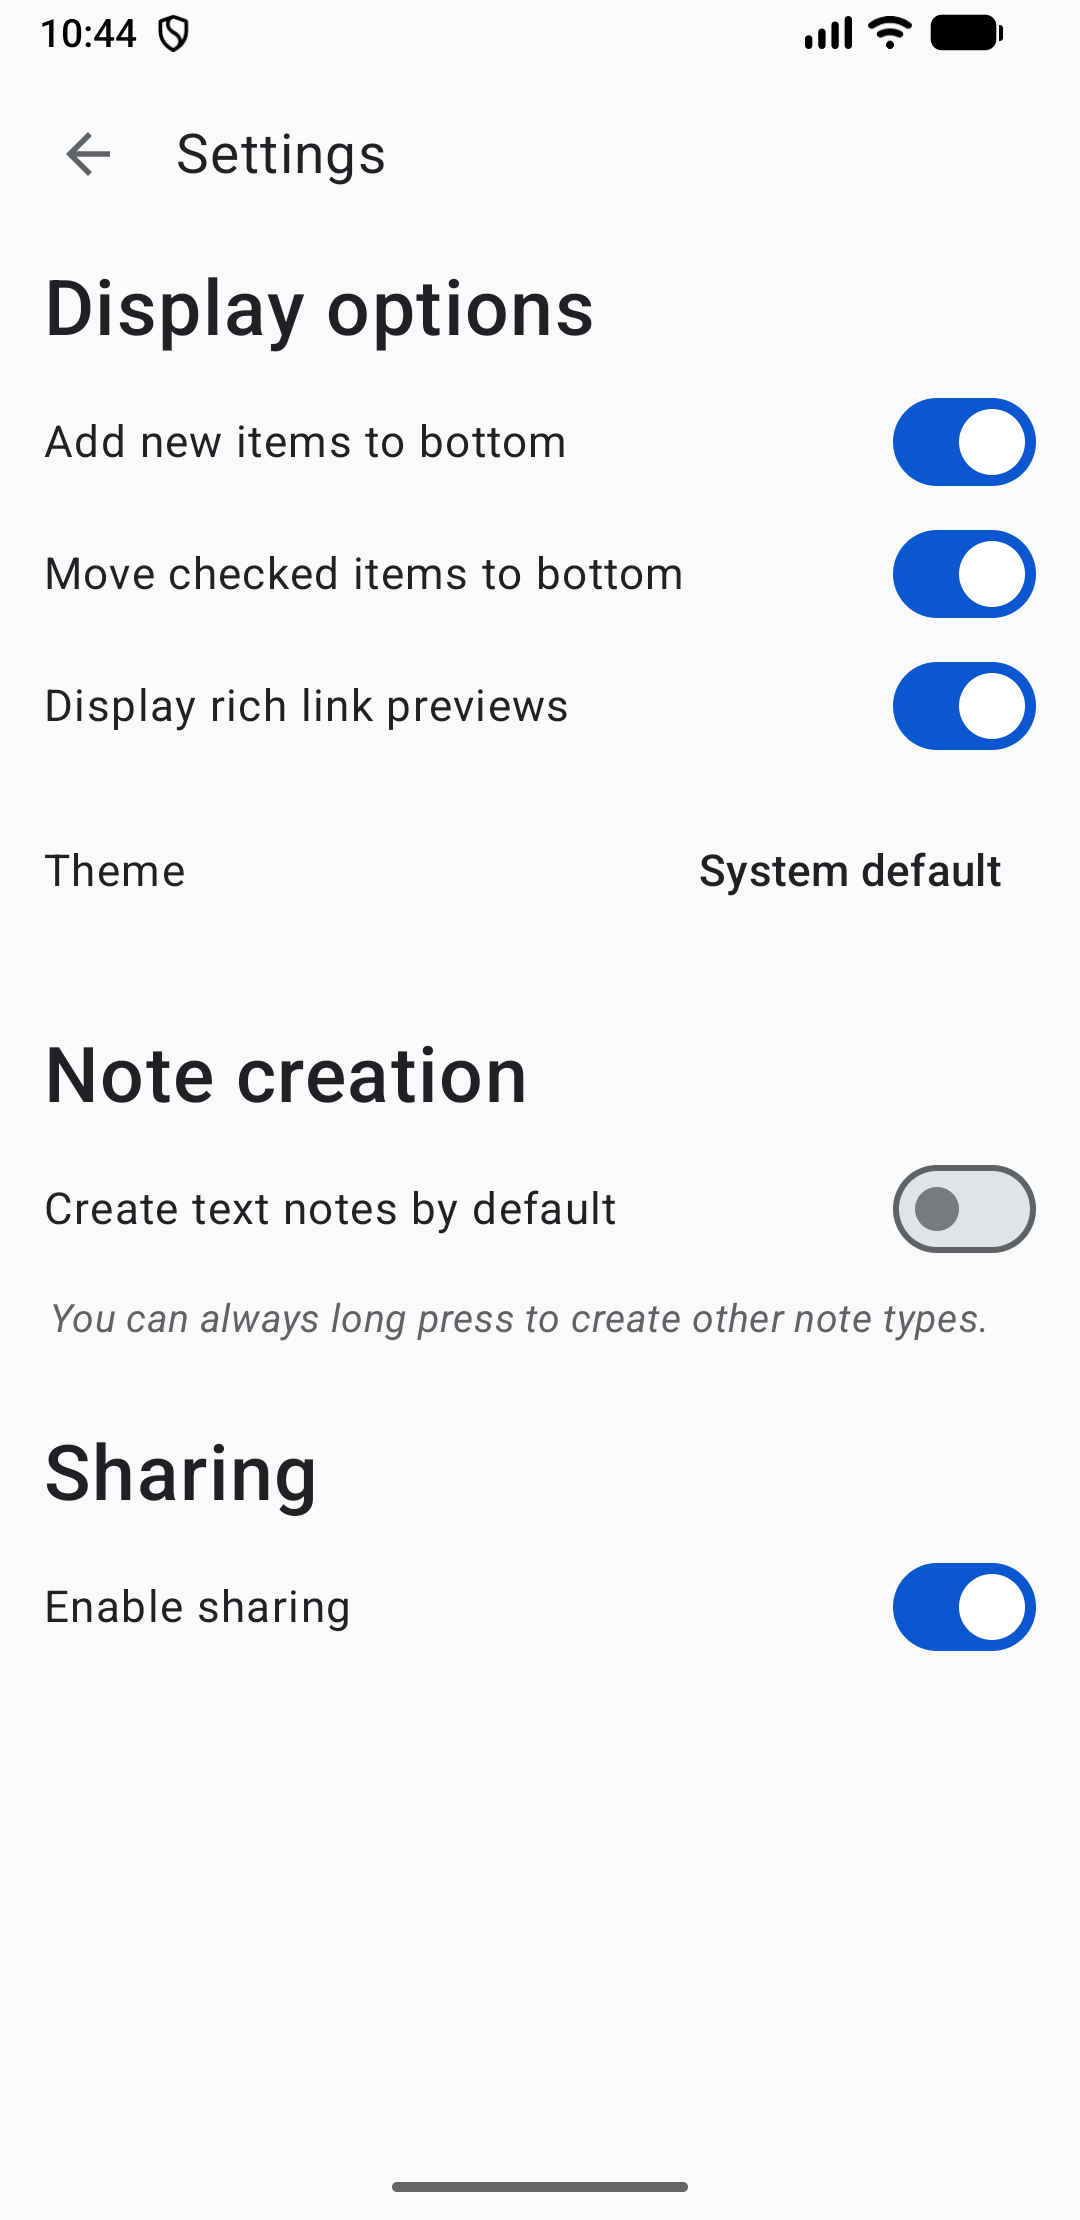 10:44
Settings
Display options
Add new items to bottom
Move checked items to bottom
Display rich link previews
Theme
System default
Note creation
Create text notes by default
You can always long press to create other note types.
Sharing
Enable sharing